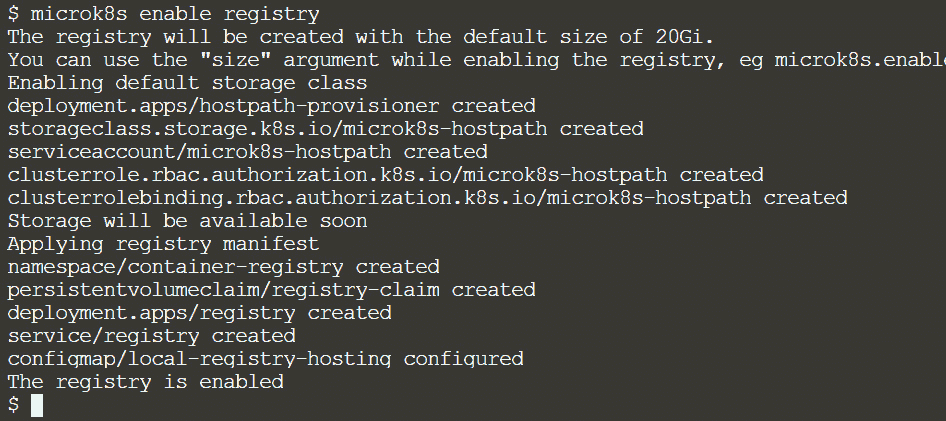 $ microk8s enable registry
The registry will be created with the default size of 20Gi.
You can use the "size" argument while enabling the registry, eg microk8s.enabl
Enabling default storage class
deployment.apps/hostpath-provisioner created
storageclass.storage.k8s.io/microk8s-hostpath created
serviceaccount/microk8s-hostpath created
clusterrole.rbac.authorization.k8s.io/microk8s-hostpath created
clusterrolebinding.rbac.authorization.k8s.io/microk8s-hostpath created
Storage will be available soon
Applying registry manifest
namespace/container-registry created
persistentvolumeclaim/registry-claim created
deployment.apps/registry created
service/registry created
configmap/local-registry-hosting configured
The registry is enabled
$